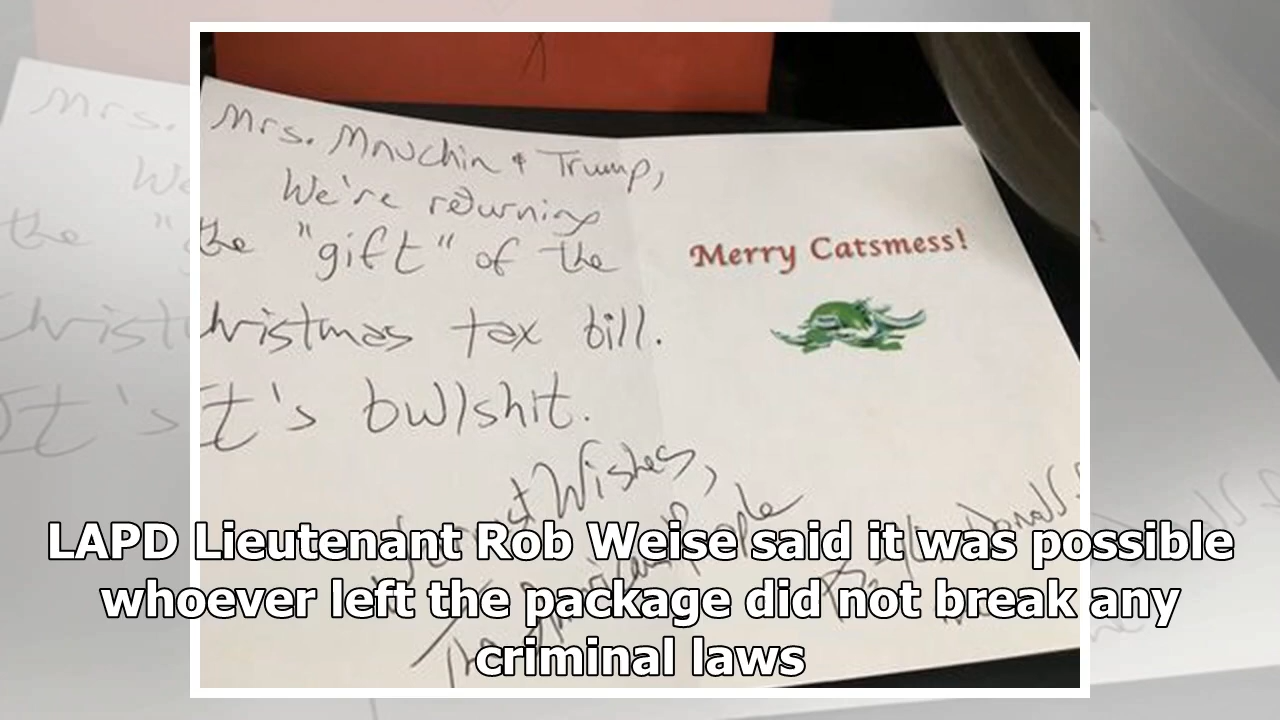 Mrs. Mnuchin & Trump,
We're returning
the "gift" of the
Christmas tax bill.
It's bullshit.
Wishes,
Merry Catsmess!
LAPD Lieutenant Rob Weise said it was possible
whoever left the package did not break any
criminal laws